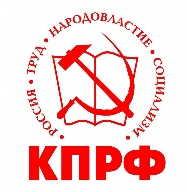 РОССИЯ · ТРУД · НАРОДОВЛАСТИЕ · СОЦИАЛИЗМ ·
КПРФ